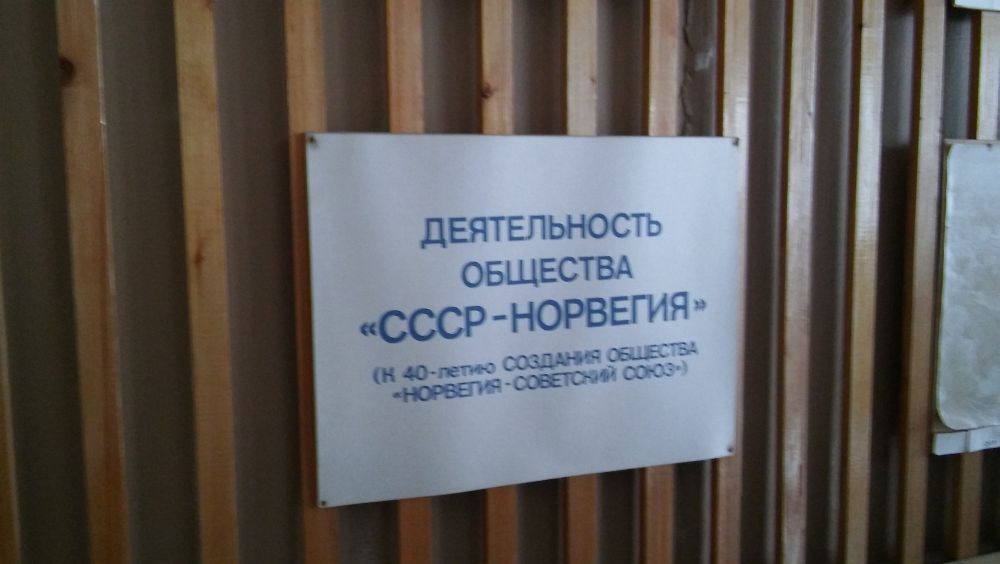 ДЕЯТЕЛЬНОСТЬ
ОБЩЕСТВА
«СССР-НОРВЕГИЯ»
(К 40-летию СОЗДАНИЯ ОБЩЕСТВА
«НОРВЕГИЯ-СОВЕТСКИЙ СОЮЗ»)